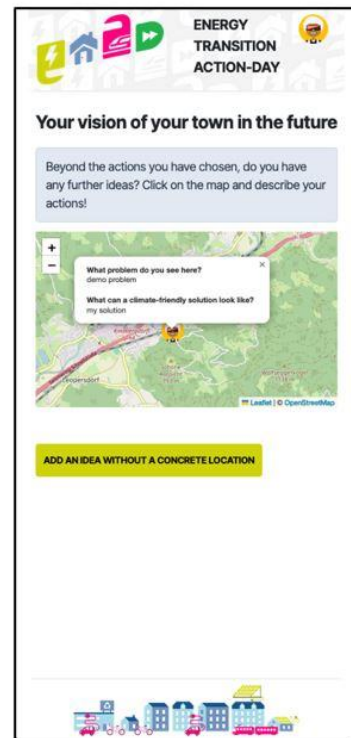 ENERGY
TRANSITION
ACTION-DAY
Your vision of your town in the future
Beyond the actions you have chosen, do you have
any further ideas? Click on the map and describe your
actions!
+
−
×
What problem do you see here?
demo problem
What can a climate-friendly solution look like?
my solution
Leaflet | © OpenStreetMap
ADD AN IDEA WITHOUT A CONCRETE LOCATION